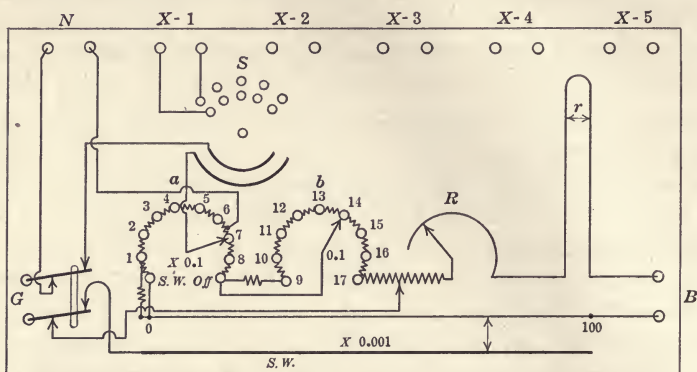 N X-1 X-2 X-3 X-4 X-5
S
r
a b
4 5 13
3 6 12 14
2 7 11 15
R
1 8 10 16
X 0.1 0.1
S.W. Off 9 17
G B
0 100
X 0.001
S.W.